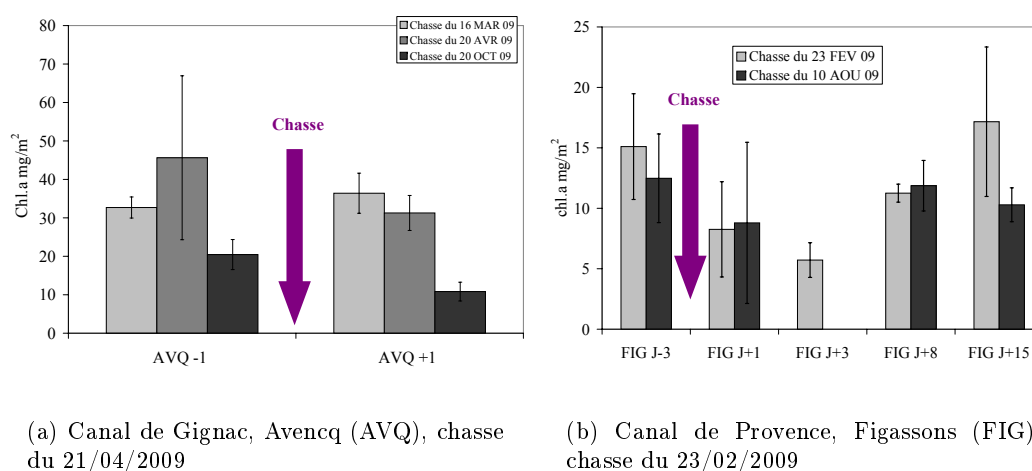 80
70
60
50
40
30
20
10
0
Chl.a mg/m²
Chasse du 16 MAR 09
Chasse du 20 AVR 09
Chasse du 20 OCT 09
Chasse
AVQ -1
AVQ +1
25
20
15
10
5
0
chl.a mg/m²
Chasse du 23 FEV 09
Chasse du 10 AOU 09
Chasse
FIG J-3
FIG J+1
FIG J+3
FIG J+8
FIG J+15
(a) Canal de Gignac, Avencq (AVQ), chasse
du 21/04/2009
(b) Canal de Provence, Figassons (FIG)
chasse du 23/02/2009